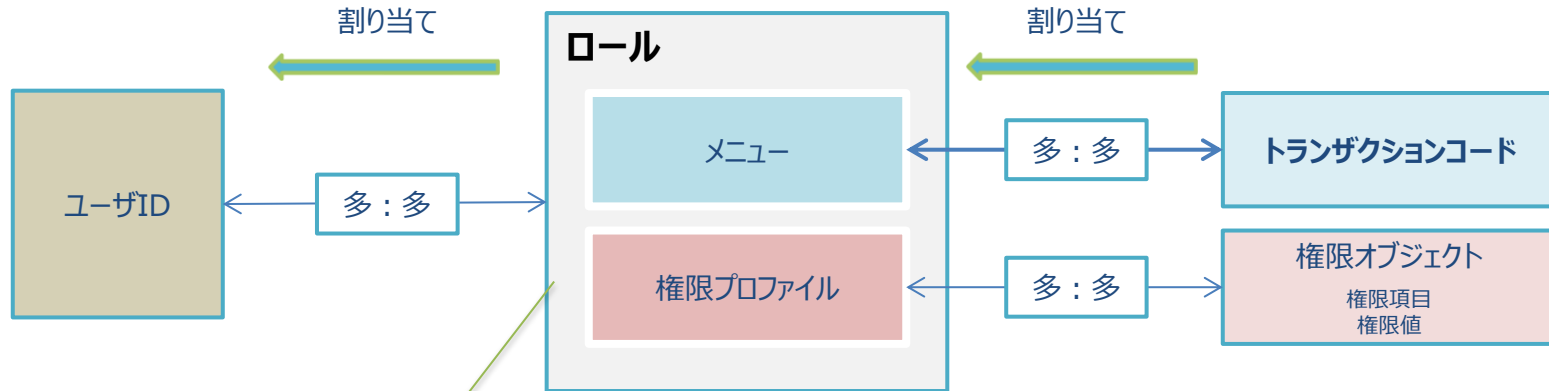 割り当て
割り当て
ロール
メニュー
多：多
トランザクションコード
ユーザID
多：多
権限プロファイル
多：多
権限オブジェクト
権限項目
権限値